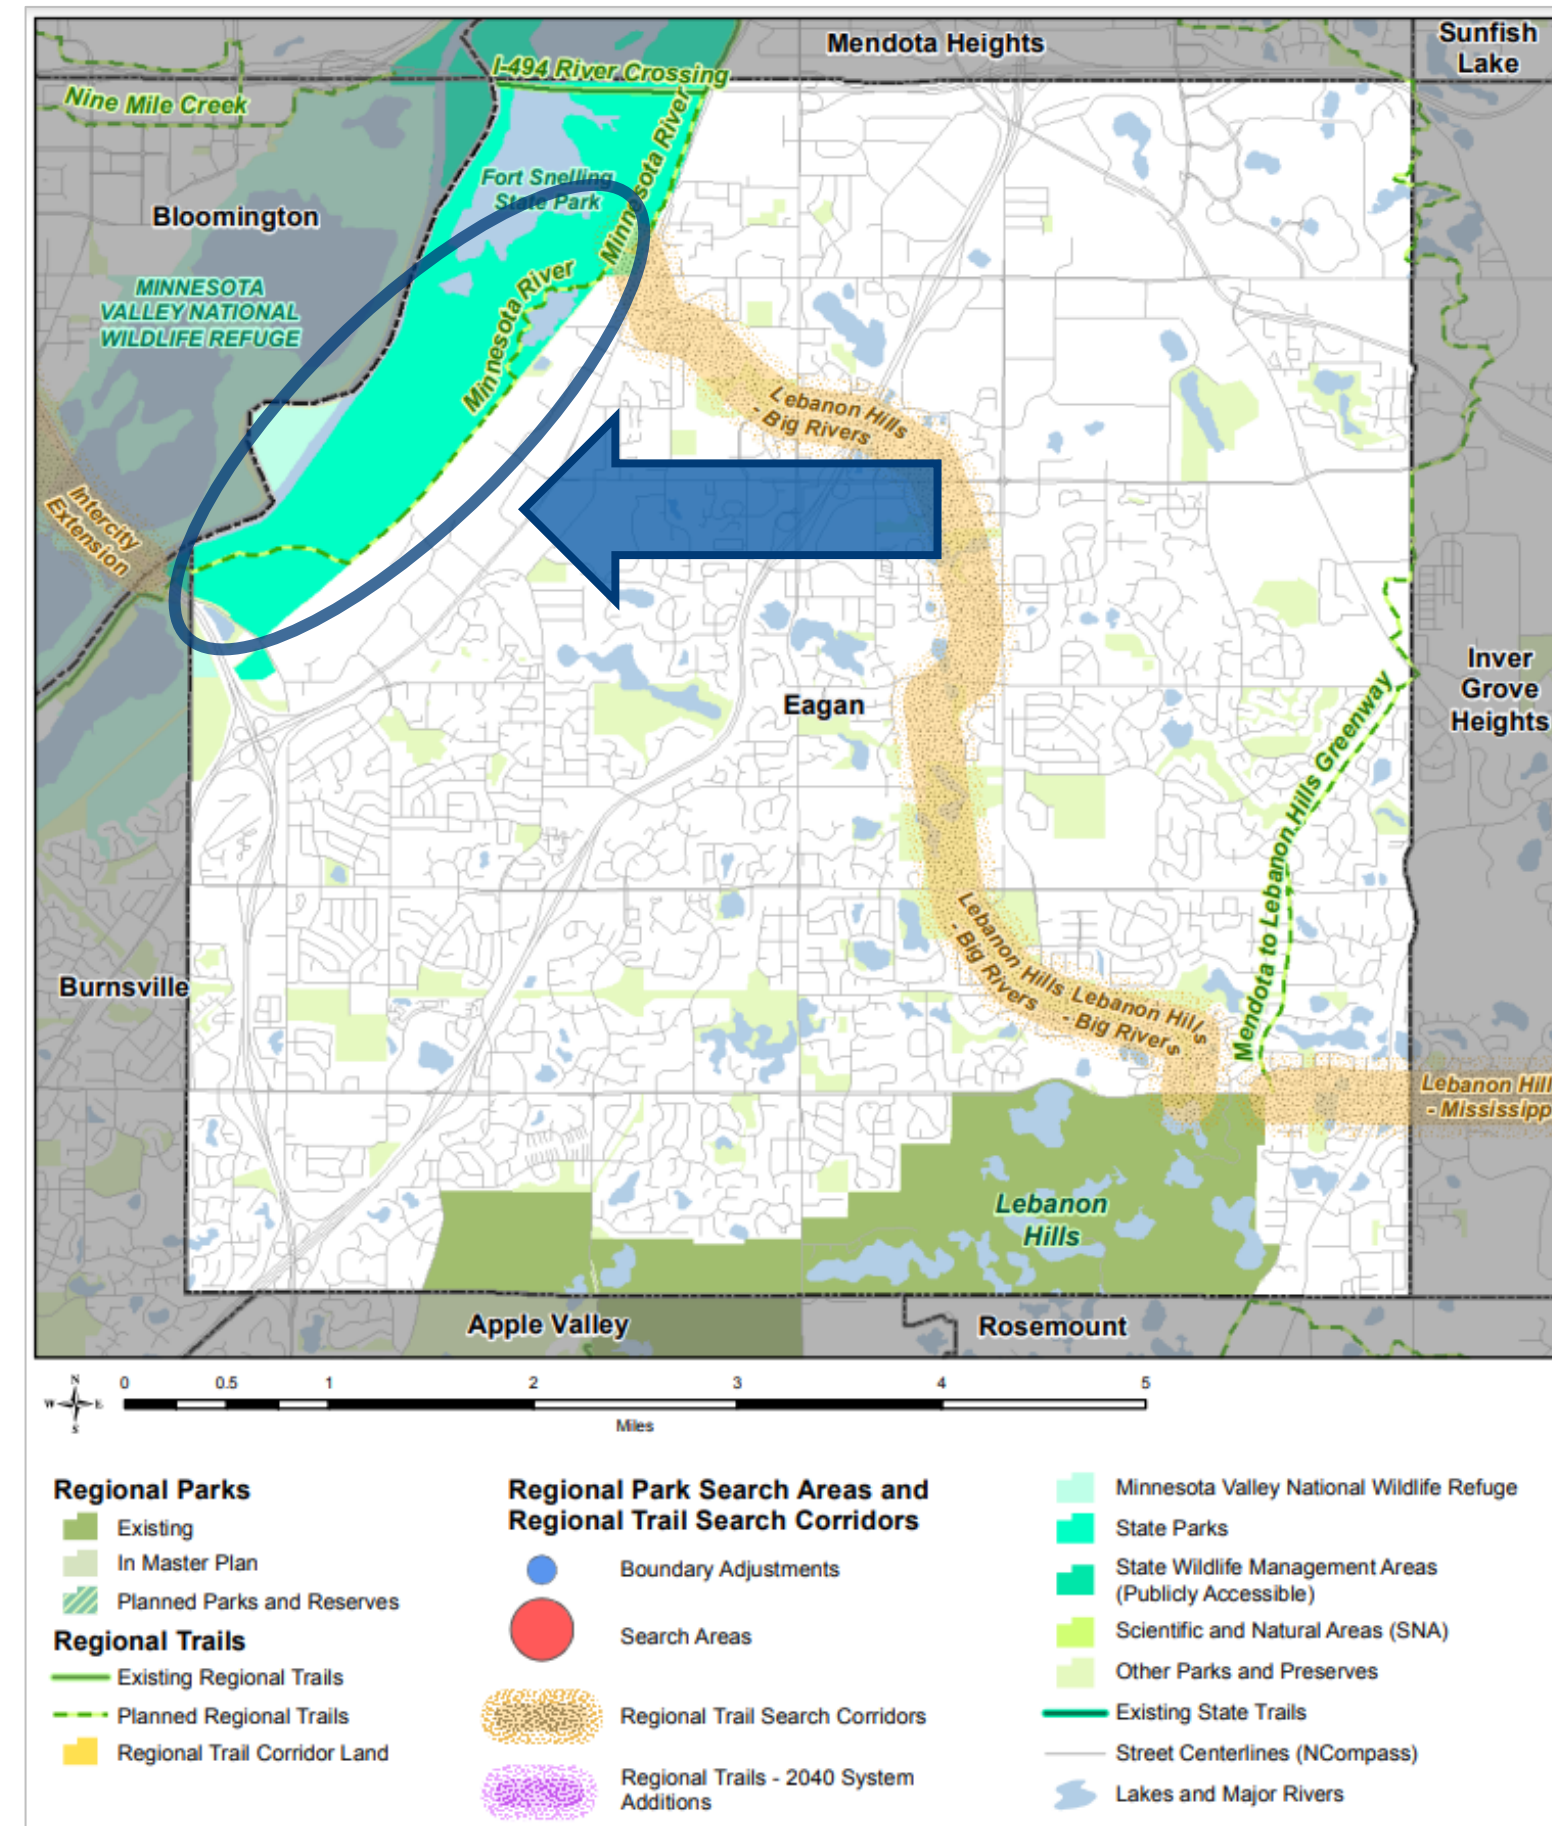 Mendota Heights
Sunfish
Lake
I-494 River Crossing
Nine Mile Creek
Minnesota River
Fort Snelling
State Park
Bloomington
MINNESOTA
VALLEY NATIONAL
WILDLIFE REFUGE
Minnesota River
Lebanon Hills
- Big Rivers
Intercity
Extension
Eagan
Inver
Grove
Heights
Mendota to Lebanon Hills Greenway
Lebanon Hills
- Big Rivers
Lebanon Hills
- Big Rivers
Burnsville
Lebanon Hill
- Mississipp
Lebanon
Hills
Apple Valley
Rosemount
N
W E
S
0 0.5 1 2 3 4 5
Miles
Regional Parks
Existing
In Master Plan
Planned Parks and Reserves
Regional Trails
Existing Regional Trails
Planned Regional Trails
Regional Trail Corridor Land
Regional Park Search Areas and
Regional Trail Search Corridors
Boundary Adjustments
Search Areas
Regional Trail Search Corridors
Regional Trails - 2040 System
Additions
Minnesota Valley National Wildlife Refuge
State Parks
State Wildlife Management Areas
(Publicly Accessible)
Scientific and Natural Areas (SNA)
Other Parks and Preserves
Existing State Trails
Street Centerlines (NCompass)
Lakes and Major Rivers